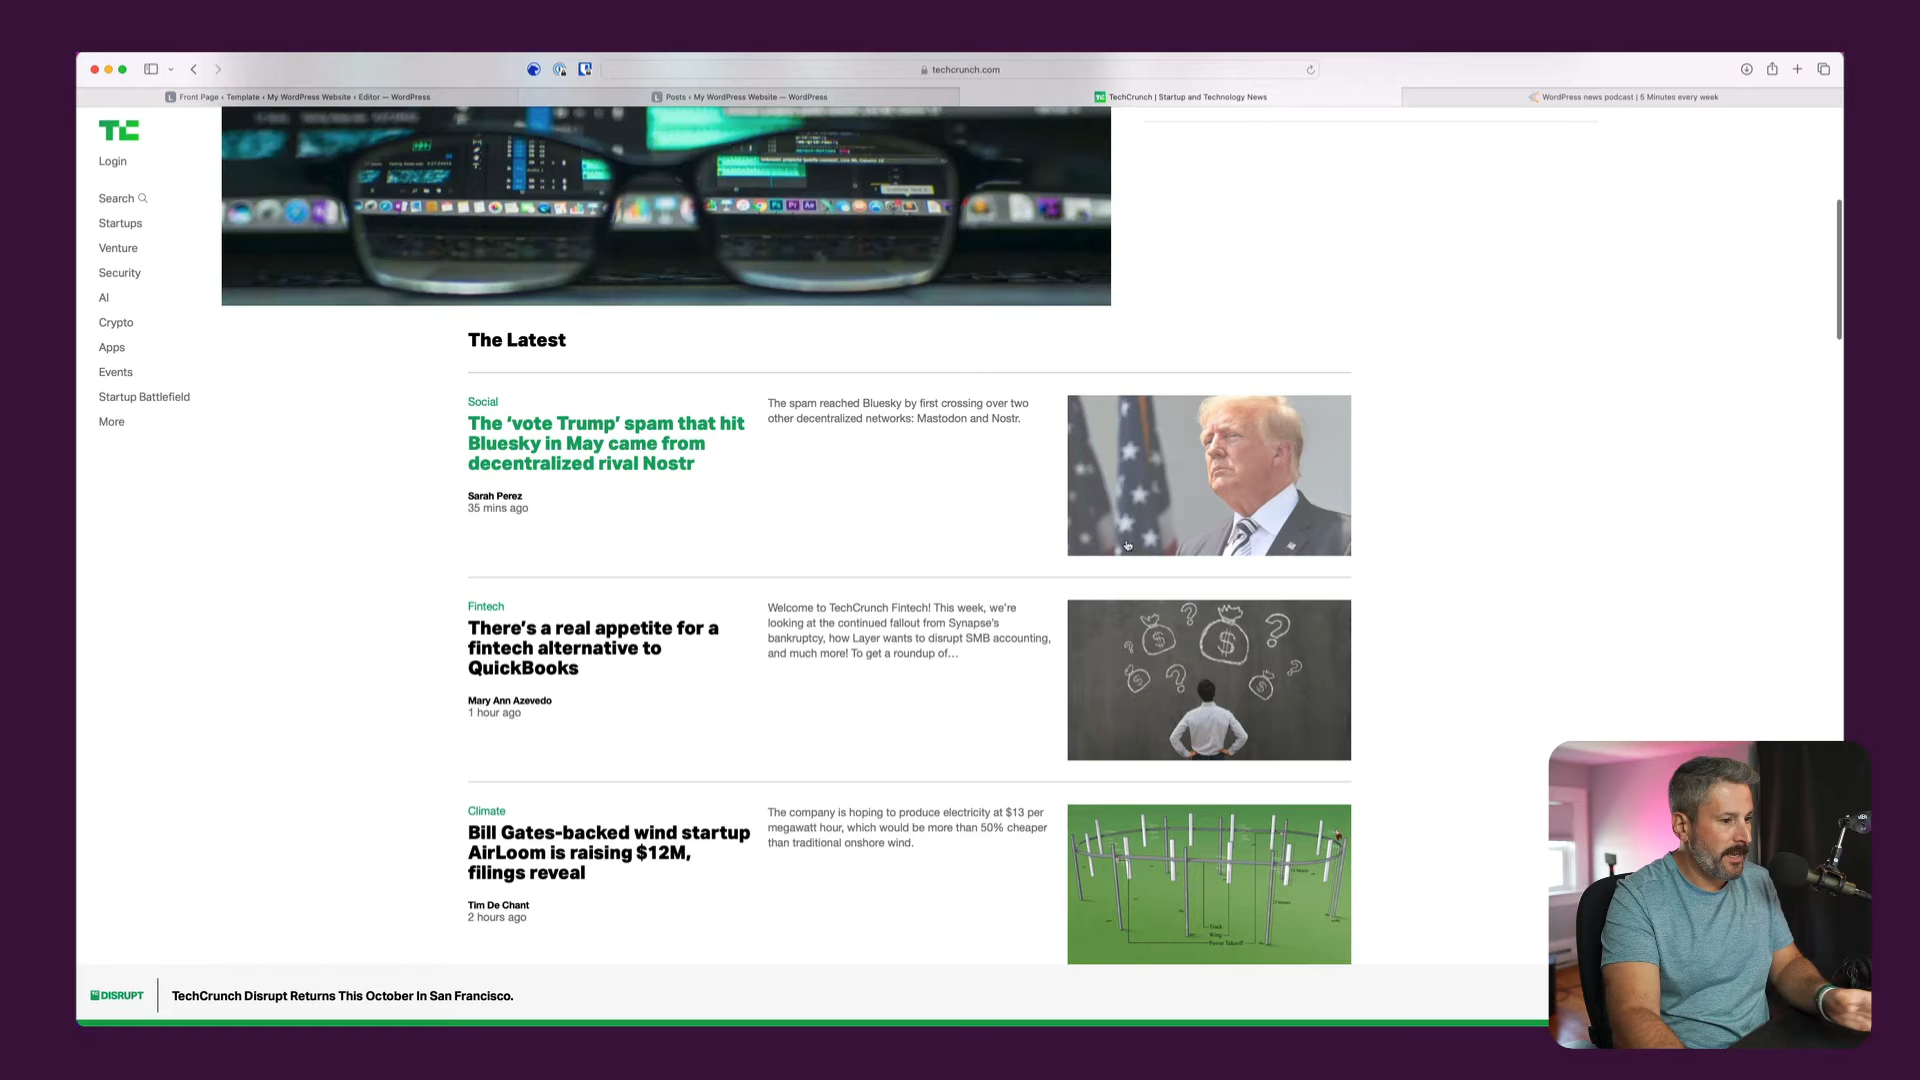 techcrunch.com
Front Page ‹ Template ‹ My WordPress Website ‹ Editor — WordPress
Posts ‹ My WordPress Website — WordPress
TechCrunch | Startup and Technology News
WordPress news podcast | 5 Minutes every week
Login
Search
Startups
Venture
Security
AI
Crypto
Apps
Events
Startup Battlefield
More
The Latest
Social
The ‘vote Trump’ spam that hit
Bluesky in May came from
decentralized rival Nostr
Sarah Perez
35 mins ago
The spam reached Bluesky by first crossing over two
other decentralized networks: Mastodon and Nostr.
Fintech
There’s a real appetite for a
fintech alternative to
QuickBooks
Mary Ann Azevedo
1 hour ago
Welcome to TechCrunch Fintech! This week, we’re
looking at the continued fallout from Synapse’s
bankruptcy, how Layer wants to disrupt SMB accounting,
and much more! To get a roundup of…
Climate
Bill Gates-backed wind startup
AirLoom is raising $12M,
filings reveal
Tim De Chant
2 hours ago
The company is hoping to produce electricity at $13 per
megawatt hour, which would be more than 50% cheaper
than traditional onshore wind.
Track
Wing
Power Takeoff
DISRUPT
TechCrunch Disrupt Returns This October In San Francisco.